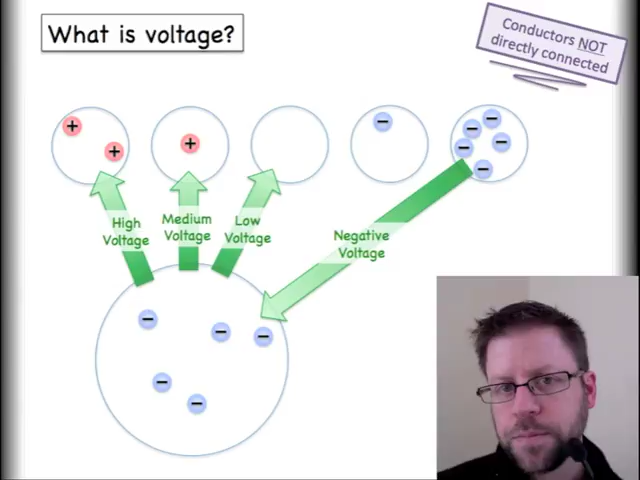 What is voltage?
Conductors NOT
directly connected
+
+
+
−
−
−
−
−
−
High
Voltage
Medium
Voltage
Low
Voltage
Negative
Voltage
−
−
−
−
−